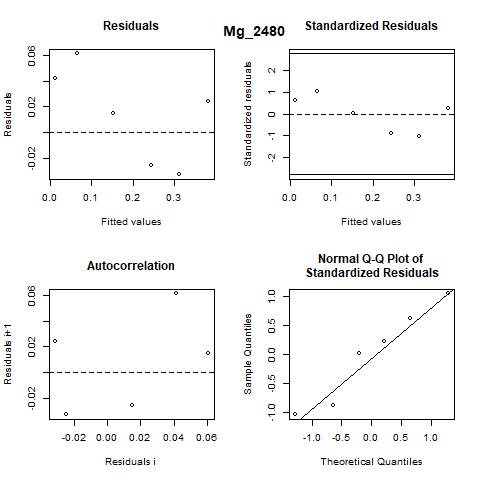 Mg_2480
Residuals
Residuals
0.06
0.02
-0.02
0.0 0.1 0.2 0.3
Fitted values
Standardized Residuals
Standardized residuals
2
1
0
-1
-2
0.0 0.1 0.2 0.3
Fitted values
Autocorrelation
Residuals i+1
0.06
0.02
-0.02
-0.02 0.00 0.02 0.04 0.06
Residuals i
Normal Q-Q Plot of
Standardized Residuals
Sample Quantiles
1.0
0.5
0.0
-0.5
-1.0
-1.0 -0.5 0.0 0.5 1.0
Theoretical Quantiles